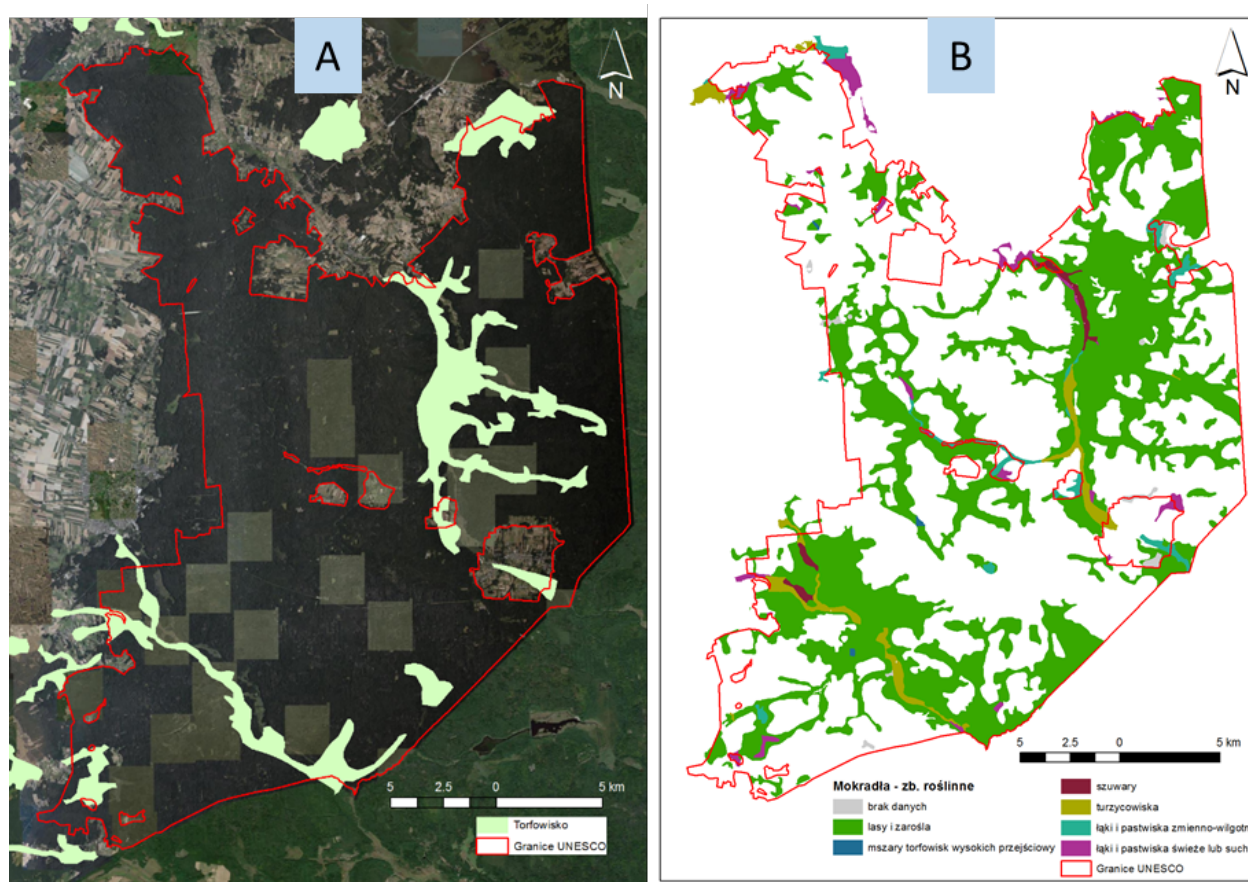 A
N
5 2.5 0 5 km
Torfowisko
Granice UNESCO
B
N
5 2.5 0 5 km
Mokradła - zb. roślinne
brak danych
lasy i zarośla
mszary torfowisk wysokich przejściowy
szuwary
turzycowiska
łąki i pastwiska zmienno-wilgotn
łąki i pastwiska świeże lub such
Granice UNESCO